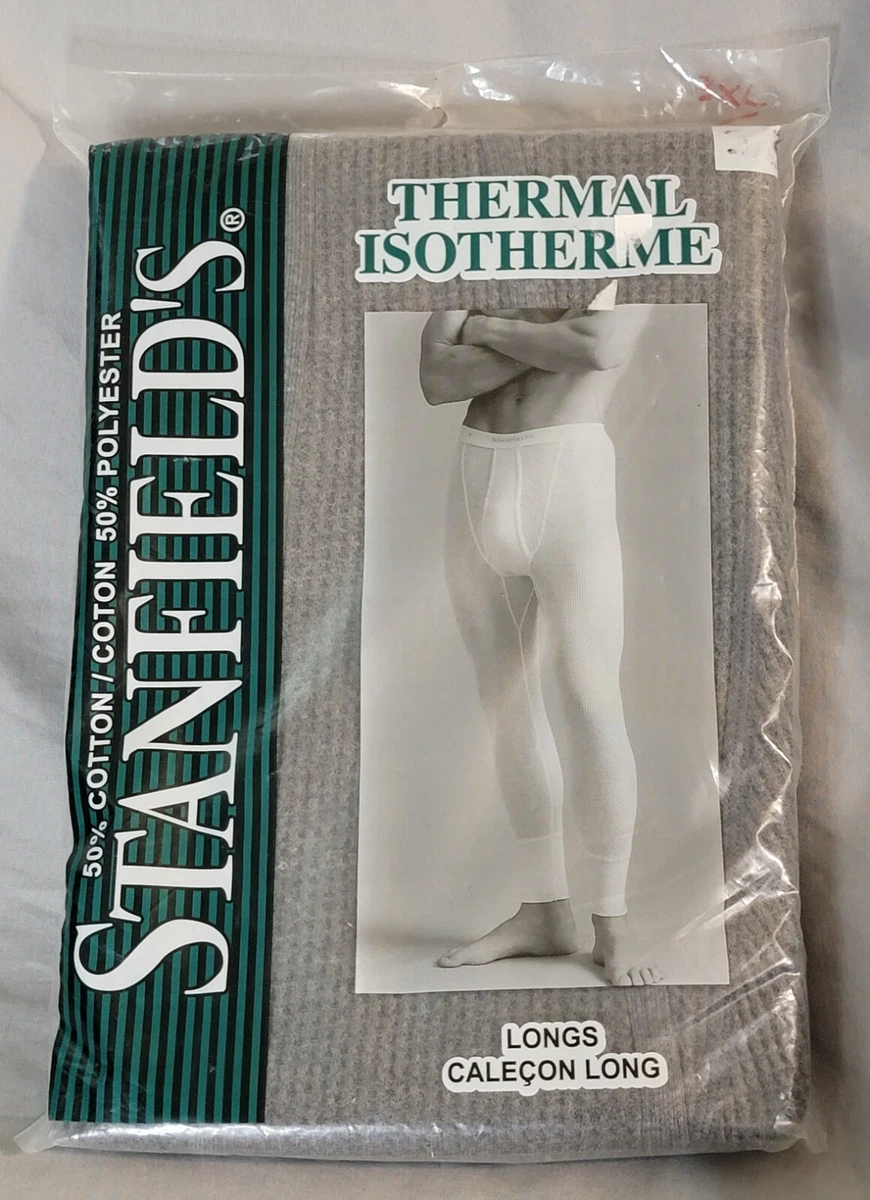 THERMAL
ISOTHERME
50% COTTON / COTON 50% POLYESTER
STANFIELD'S®
LONGS
CALEÇON LONG